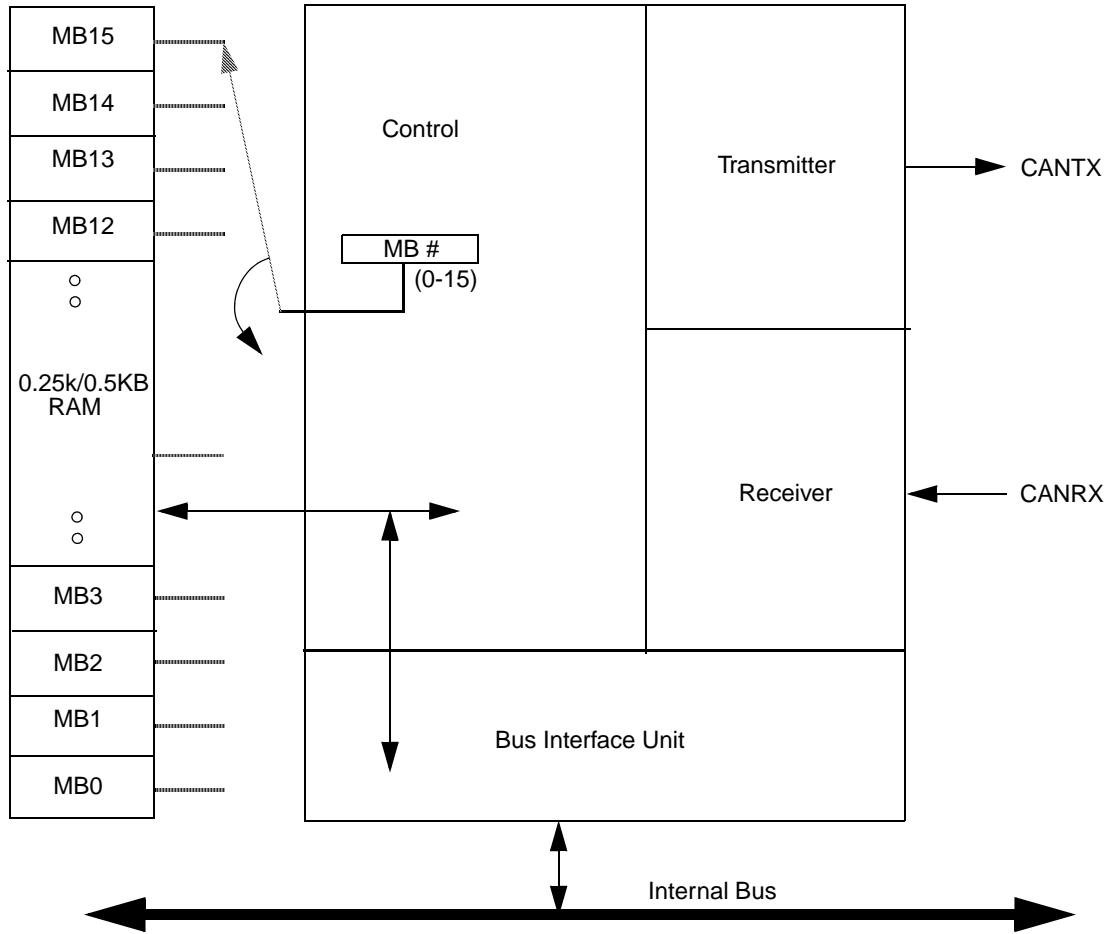 MB15
MB14
MB13
MB12
0.25k/0.5KB
RAM
MB3
MB2
MB1
MB0
Control
MB #
(0-15)
Transmitter
CANTX
Receiver
CANRX
Bus Interface Unit
Internal Bus